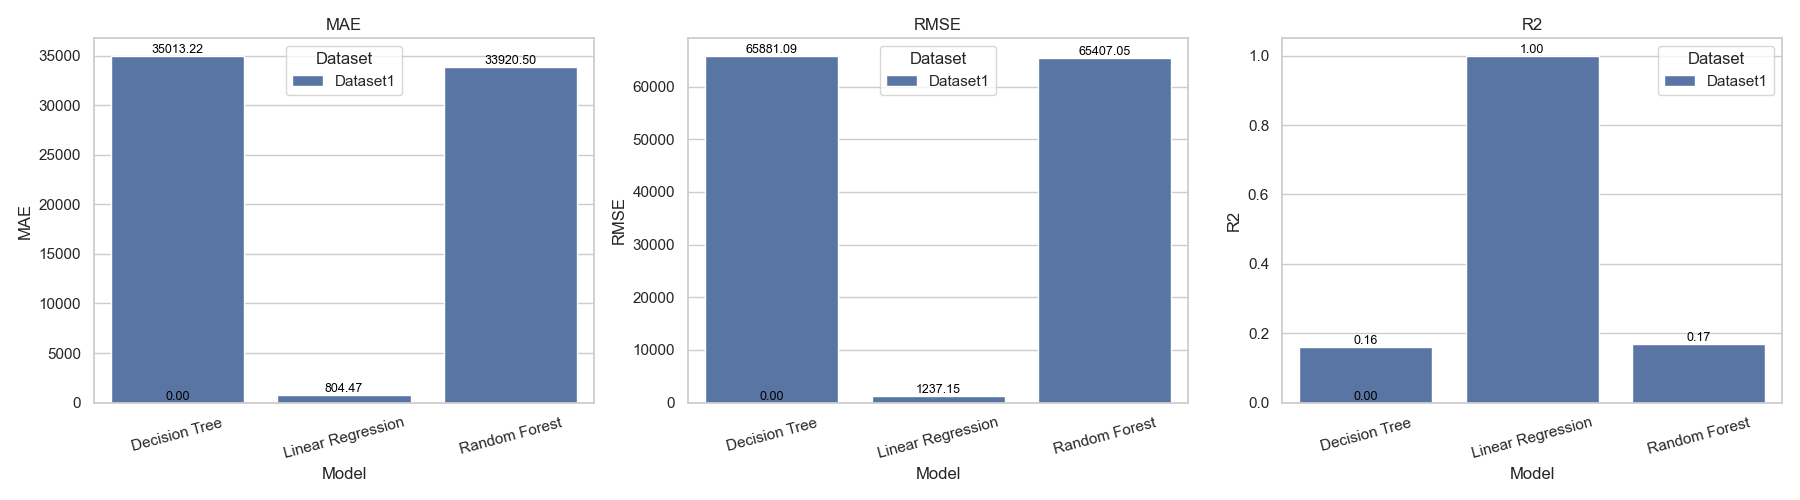 MAE
35013.22
33920.50
Dataset
Dataset1
35000
30000
25000
20000
15000
10000
5000
0
804.47
0.00
MAE
Decision Tree
Linear Regression
Random Forest
Model
RMSE
65881.09
65407.05
Dataset
Dataset1
60000
50000
40000
30000
20000
10000
0
1237.15
0.00
RMSE
Decision Tree
Linear Regression
Random Forest
Model
R2
1.00
Dataset
Dataset1
1.0
0.8
0.6
0.4
0.2
0.0
0.16
0.17
0.00
R2
Decision Tree
Linear Regression
Random Forest
Model